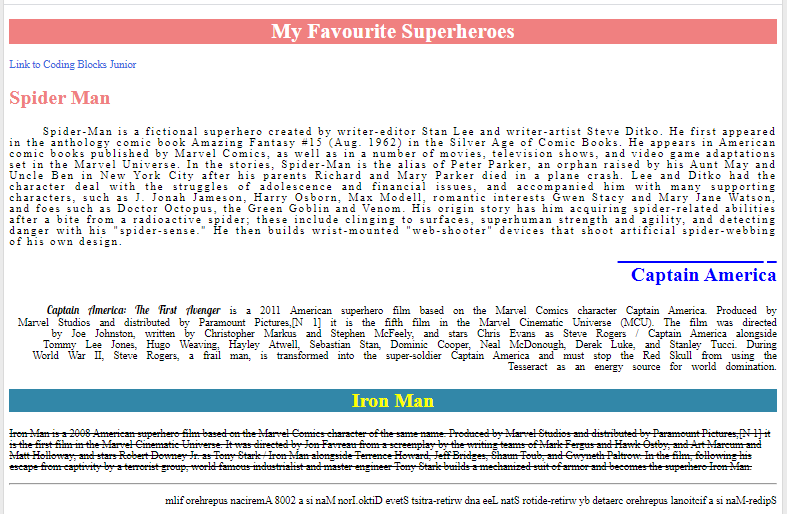 My Favourite Superheroes
Link to Coding Blocks Junior
Spider Man
Spider-Man is a fictional superhero created by writer-editor Stan Lee and writer-artist Steve Ditko. He first appeared
in the anthology comic book Amazing Fantasy #15 (Aug. 1962) in the Silver Age of Comic Books. He appears in American
comic books published by Marvel Comics, as well as in a number of movies, television shows, and video game adaptations
set in the Marvel Universe. In the stories, Spider-Man is the alias of Peter Parker, an orphan raised by his Aunt May and
Uncle Ben in New York City after his parents Richard and Mary Parker died in a plane crash. Lee and Ditko had the
character deal with the struggles of adolescence and financial issues, and accompanied him with many supporting
characters, such as J. Jonah Jameson, Harry Osborn, Max Modell, romantic interests Gwen Stacy and Mary Jane Watson,
and foes such as Doctor Octopus, the Green Goblin and Venom. His origin story has him acquiring spider-related abilities
after a bite from a radioactive spider; these include clinging to surfaces, superhuman strength and agility, and detecting
danger with his "spider-sense." He then builds wrist-mounted "web-shooter" devices that shoot artificial spider-webbing
of his own design.
Captain America
Captain America: The First Avenger is a 2011 American superhero film based on the Marvel Comics character Captain America. Produced by
Marvel Studios and distributed by Paramount Pictures,[N 1] it is the fifth film in the Marvel Cinematic Universe (MCU). The film was directed
by Joe Johnston, written by Christopher Markus and Stephen McFeely, and stars Chris Evans as Steve Rogers / Captain America alongside
Tommy Lee Jones, Hugo Weaving, Hayley Atwell, Sebastian Stan, Dominic Cooper, Neal McDonough, Derek Luke, and Stanley Tucci. During
World War II, Steve Rogers, a frail man, is transformed into the super-soldier Captain America and must stop the Red Skull from using the
Tesseract as an energy source for world domination.
Iron Man
Iron Man is a 2008 American superhero film based on the Marvel Comics character of the same name. Produced by Marvel Studios and distributed by Paramount Pictures,[N 1] it
is the first film in the Marvel Cinematic Universe. It was directed by Jon Favreau from a screenplay by the writing teams of Mark Fergus and Hawk Ostby, and Art Marcum and
Matt Holloway, and stars Robert Downey Jr. as Tony Stark / Iron Man alongside Terrence Howard, Jeff Bridges, Shaun Toub, and Gwyneth Paltrow. In the film, following his
escape from captivity by a terrorist group, world famous industrialist and master engineer Tony Stark builds a mechanized suit of armor and becomes the superhero Iron Man.
mlif orehrepus naciremA 8002 a si naM norI.oktiD evetS tsitra-retirw dna eeL natS rotide-retirw yb detaerc orehrepus lanoitcif a si naM-redipS